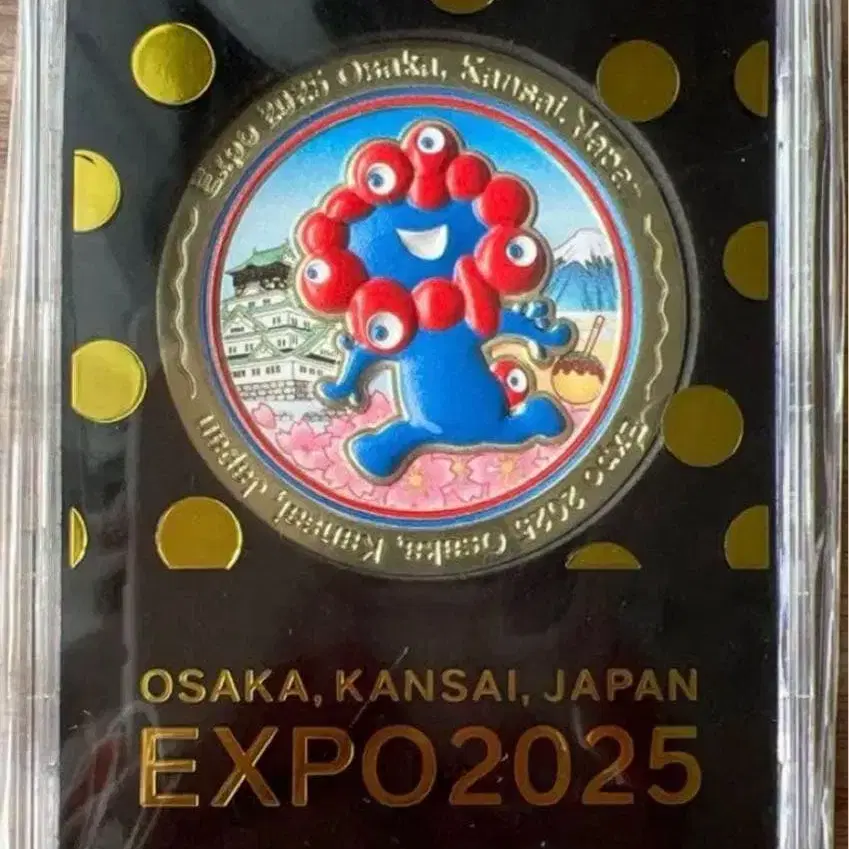 Expo 2025 Osaka, Kansai, Japan
Expo 2025 Osaka, Kansai, Japan
OSAKA, KANSAI, JAPAN
EXPO2025